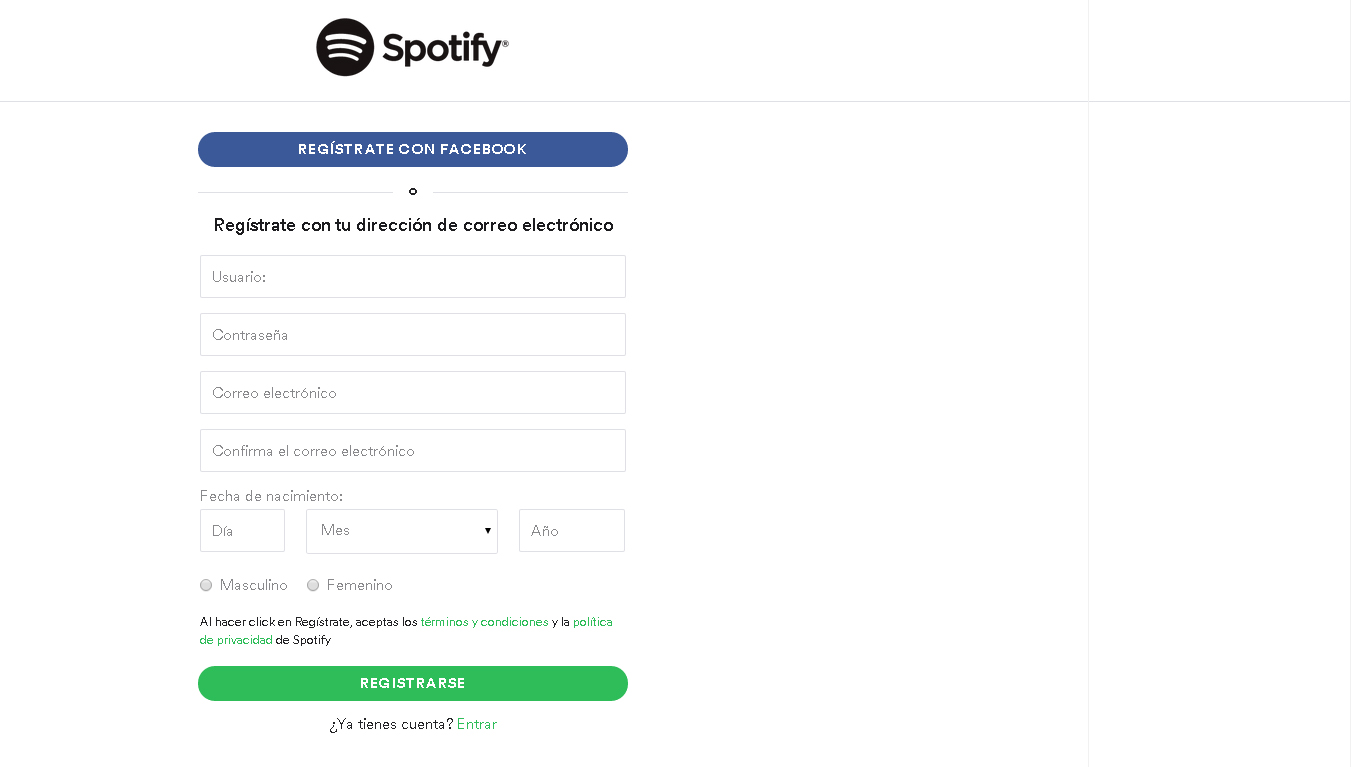 Spotify®
REGÍSTRATE CON FACEBOOK
o
Regístrate con tu dirección de correo electrónico
Usuario:
Contraseña
Correo electrónico
Confirma el correo electrónico
Fecha de nacimiento:
Día Mes Año
Masculino Femenino
Al hacer click en Regístrate, aceptas los términos y condiciones y la política
de privacidad de Spotify
REGISTRARSE
¿Ya tienes cuenta? Entrar